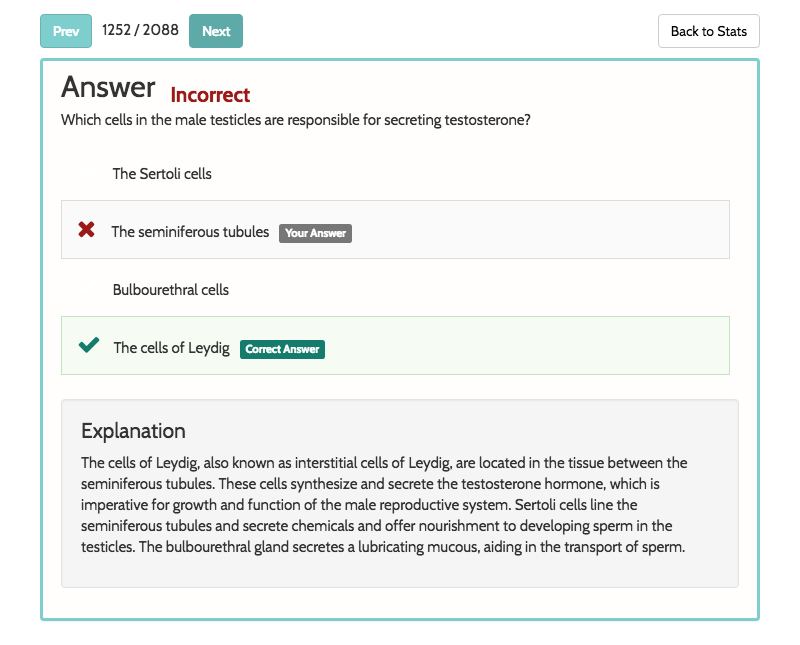 Prev 1252 / 2088 Next Back to Stats
Answer Incorrect
Which cells in the male testicles are responsible for secreting testosterone?
The Sertoli cells
The seminiferous tubules Your Answer
Bulbourethral cells
The cells of Leydig Correct Answer
Explanation
The cells of Leydig, also known as interstitial cells of Leydig, are located in the tissue between the
seminiferous tubules. These cells synthesize and secrete the testosterone hormone, which is
imperative for growth and function of the male reproductive system. Sertoli cells line the
seminiferous tubules and secrete chemicals and offer nourishment to developing sperm in the
testicles. The bulbourethral gland secretes a lubricating mucous, aiding in the transport of sperm.